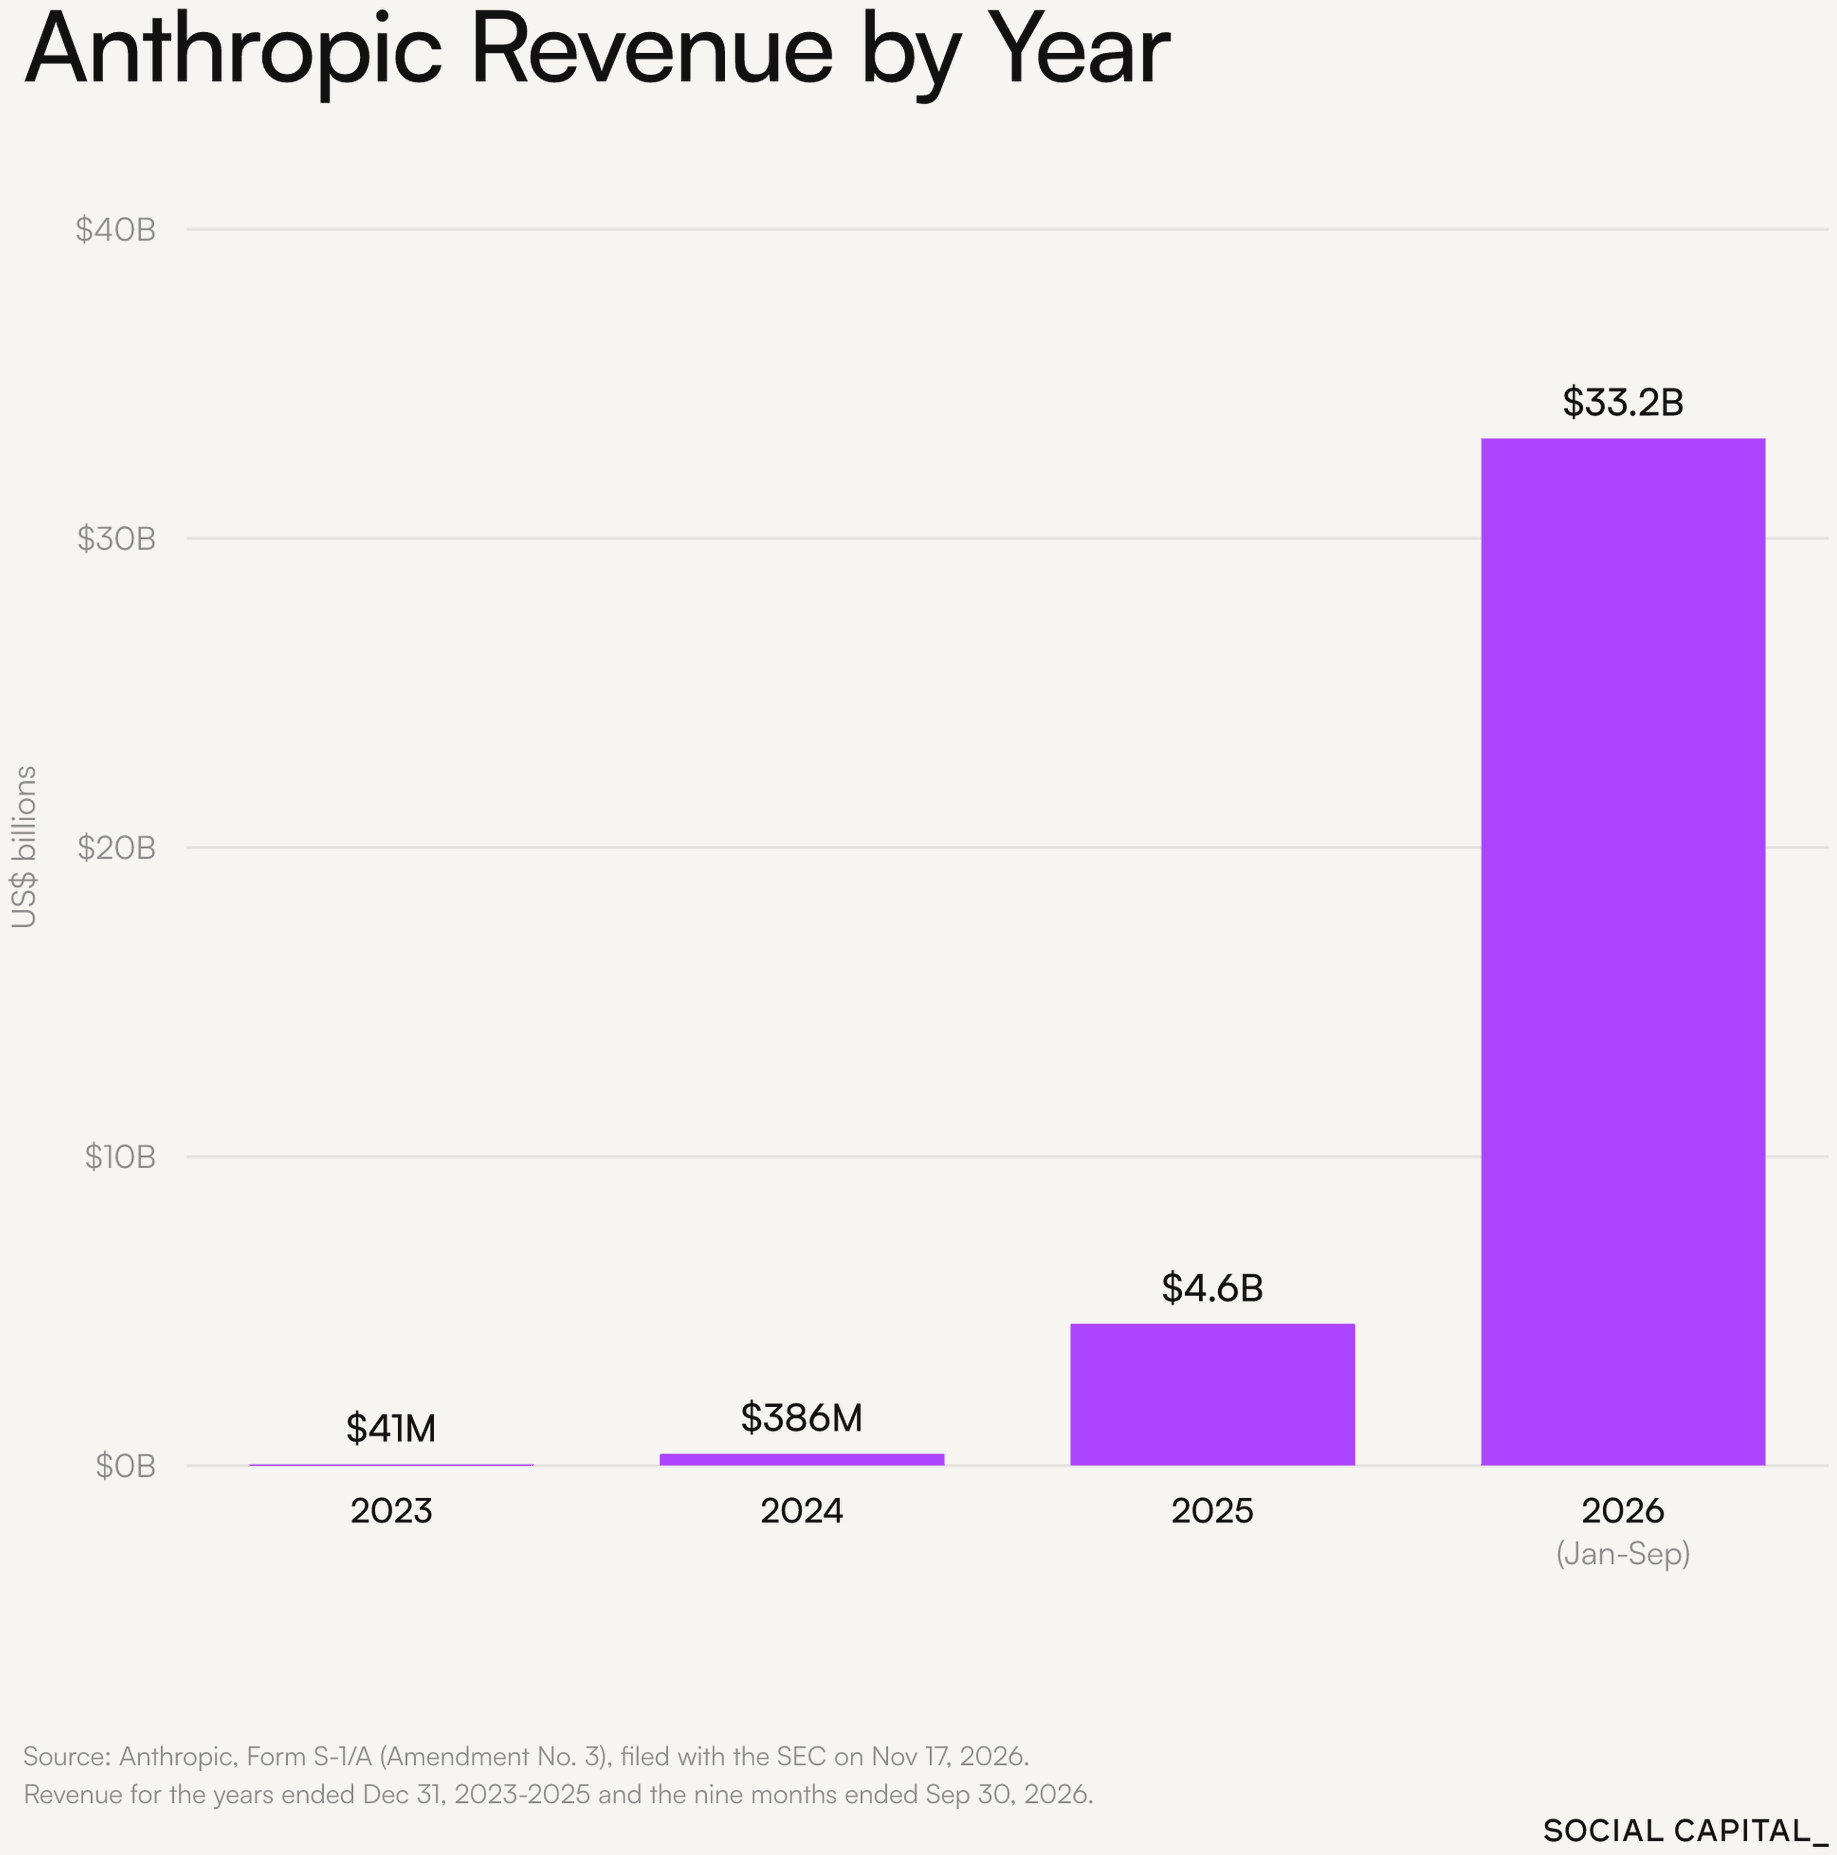 Anthropic Revenue by Year
US$ billions
$40B
$30B
$20B
$10B
$0B
$41M
$386M
$4.6B
$33.2B
2023
2024
2025
2026
(Jan-Sep)
Source: Anthropic, Form S-1/A (Amendment No. 3), filed with the SEC on Nov 17, 2026.
Revenue for the years ended Dec 31, 2023-2025 and the nine months ended Sep 30, 2026.
SOCIAL CAPITAL_